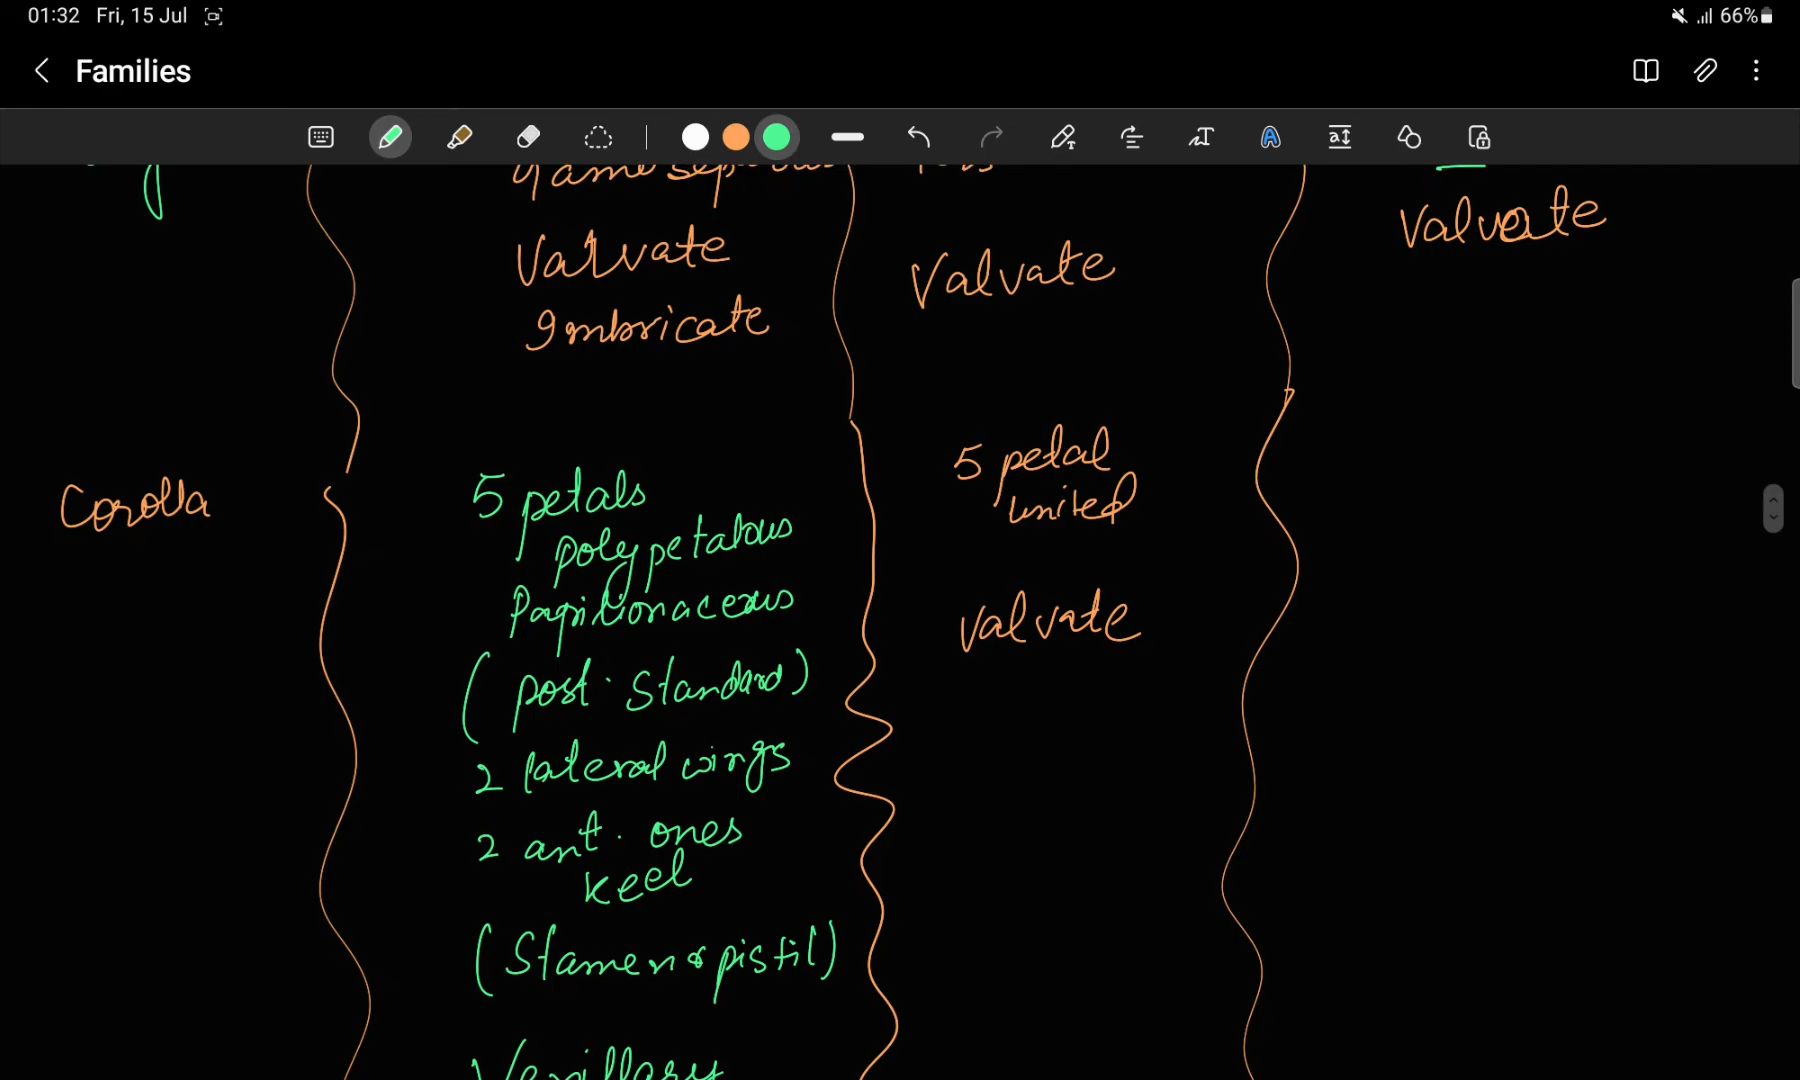 01:32 Fri, 15 Jul
66%
Families
Valvate
Imbricate
Valvate
Valvate
Corolla
5 petals
polypetalous
Papilionaceous
(post. Standard)
2 lateral wings
2 ant. ones
keel
(Stamen & pistil)
Vexillary
5 petal
united
valvate